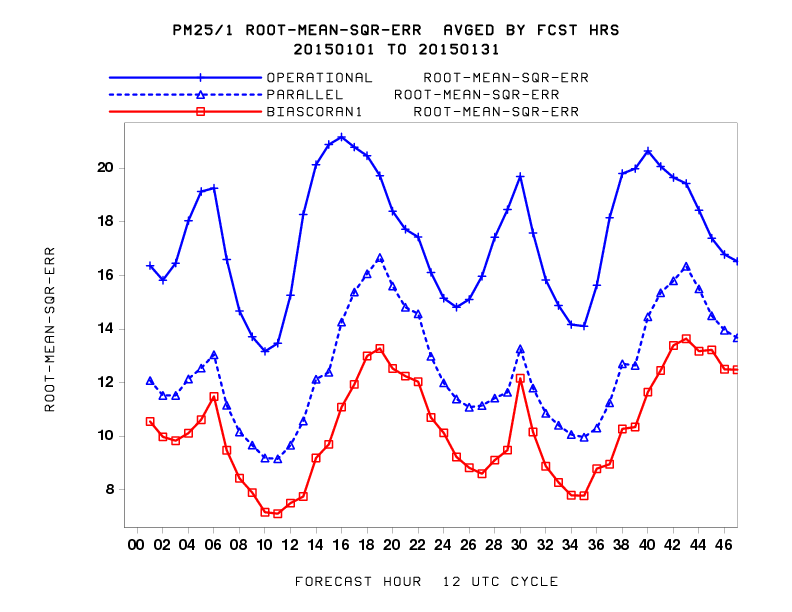 PM25/1 ROOT-MEAN-SQR-ERR  AVGED BY FCST HRS
20150101 TO 20150131
OPERATIONAL ROOT-MEAN-SQR-ERR
PARALLEL ROOT-MEAN-SQR-ERR
BIASCORAN1 ROOT-MEAN-SQR-ERR
ROOT-MEAN-SQR-ERR
20
18
16
14
12
10
8
00 02 04 06 08 10 12 14 16 18 20 22 24 26 28 30 32 34 36 38 40 42 44 46
FORECAST HOUR  12 UTC CYCLE